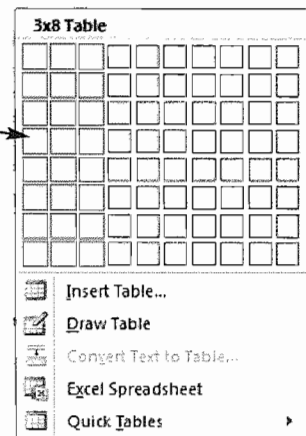 3x8 Table
Insert Table...
Draw Table
Convert Text to Table...
Excel Spreadsheet
Quick Tables